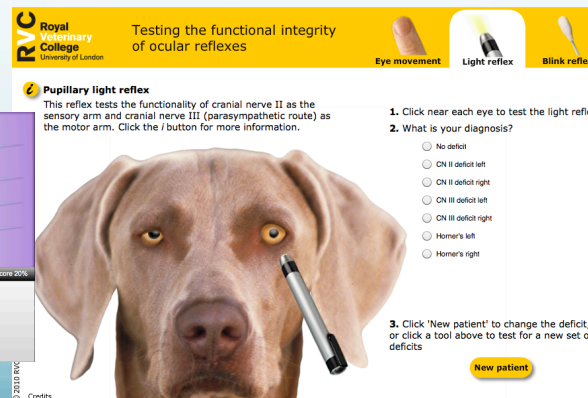 Royal
Veterinary
College
University of London
RVC
Testing the functional integrity
of ocular reflexes
Eye movement
Light reflex
Blink refle
i
Pupillary light reflex
This reflex tests the functionality of cranial nerve II as the
sensory arm and cranial nerve III (parasympathetic route) as
the motor arm. Click the i button for more information.
1. Click near each eye to test the light refle
2. What is your diagnosis?
No deficit
CN II deficit left
CN II deficit right
CN III deficit left
CN III deficit right
Horner's left
Horner's right
core 20%
3. Click 'New patient' to change the deficit,
or click a tool above to test for a new set o
deficits
New patient
2010 RVC
Credits